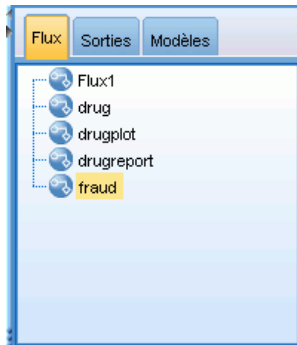 Flux Sorties Modèles
Flux1
drug
drugplot
drugreport
fraud